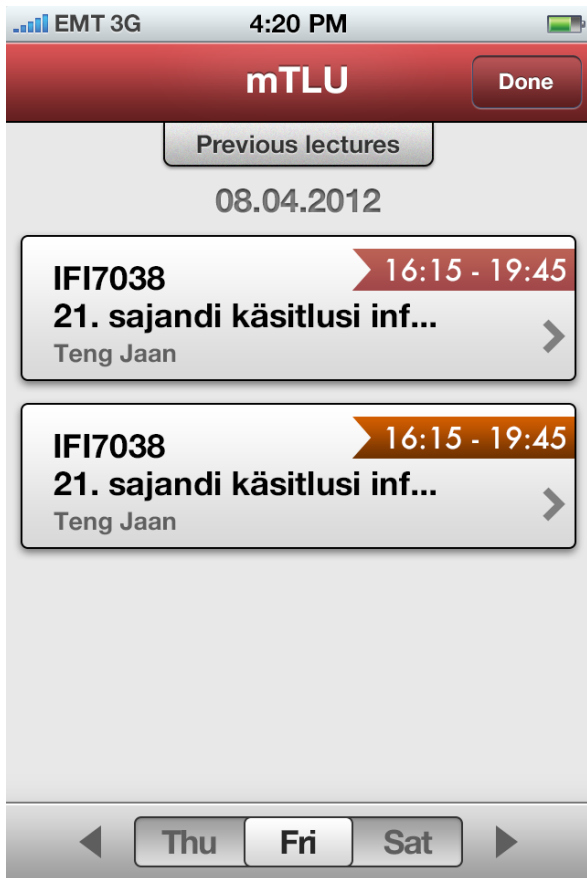 EMT 3G 4:20 PM
mTLU Done
Previous lectures
08.04.2012
IFI7038 16:15 - 19:45
21. sajandi käsitlusi inf...
Teng Jaan
IFI7038 16:15 - 19:45
21. sajandi käsitlusi inf...
Teng Jaan
Thu Fri Sat